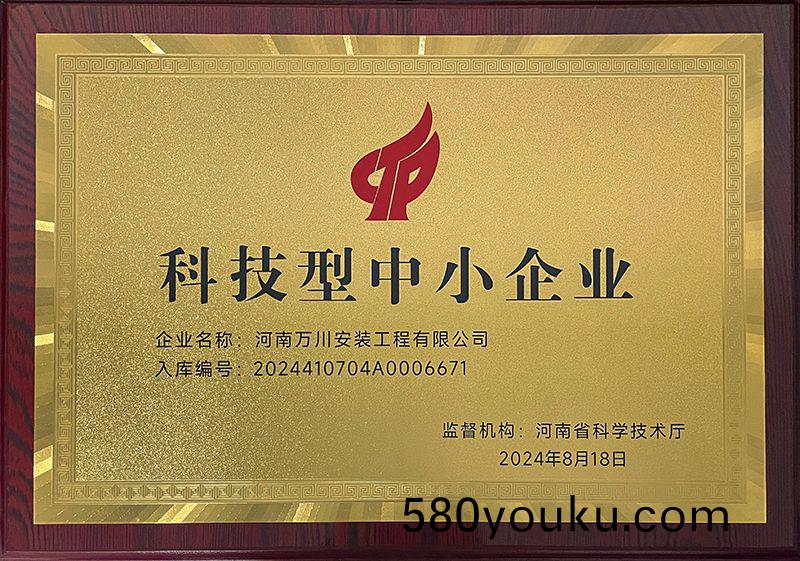 科技型中小企业
企业名称：河南万川安装工程有限公司
入库编号：2024410704A0006671
监督机构：河南省科学技术厅
2024年8月18日
580youku.com